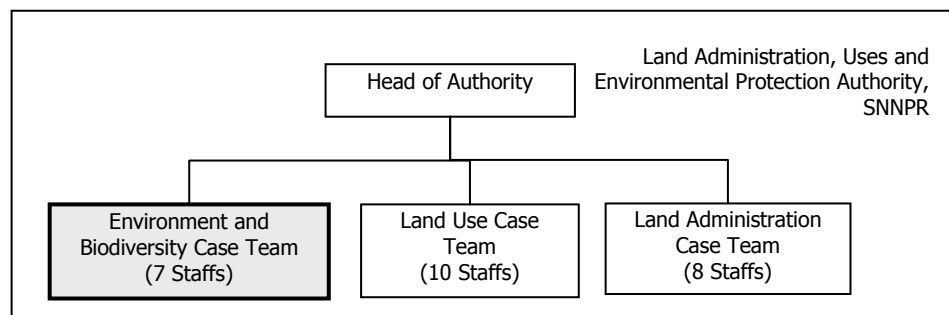 Land Administration, Uses and
Environmental Protection Authority,
SNNPR
Head of Authority
Environment and
Biodiversity Case Team
(7 Staffs)
Land Use Case
Team
(10 Staffs)
Land Administration
Case Team
(8 Staffs)